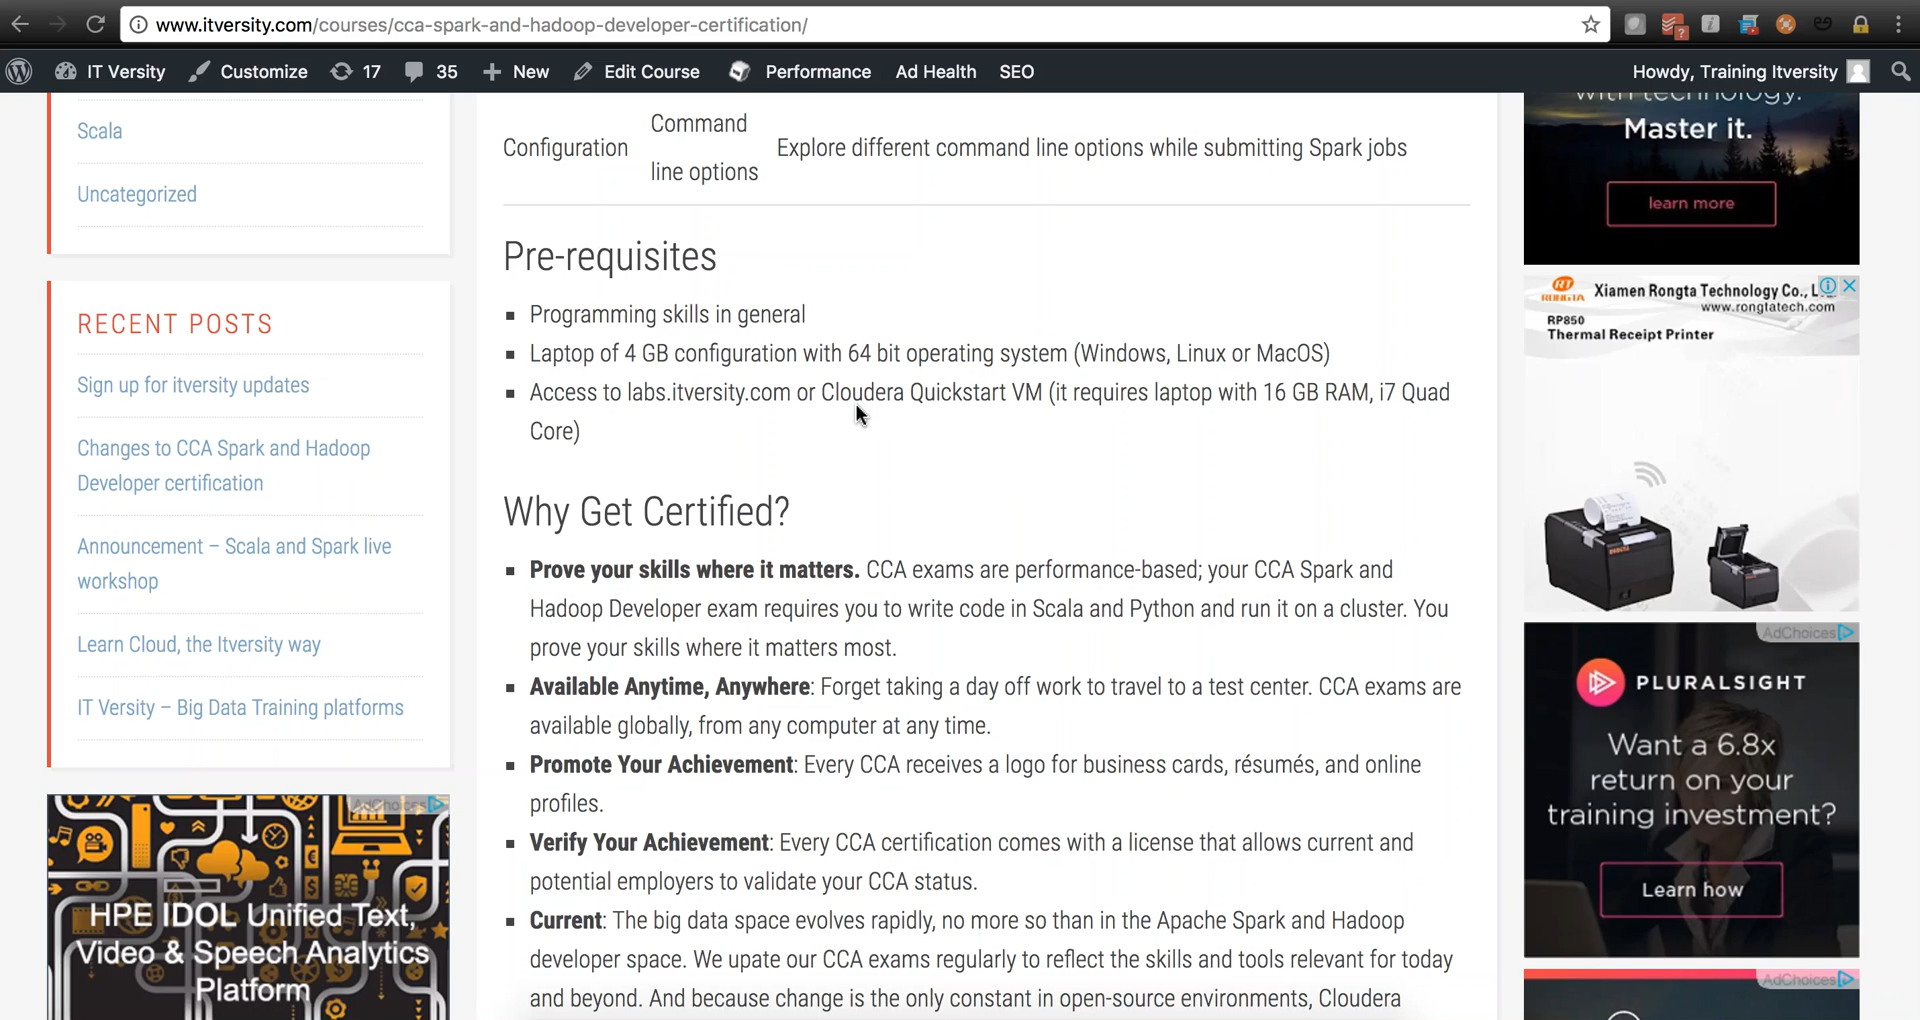 www.itversity.com/courses/cca-spark-and-hadoop-developer-certification/
IT Versity
Customize
17
35
New
Edit Course
Performance
Ad Health
SEO
Howdy, Training Itversity
Scala
Uncategorized
RECENT POSTS
Sign up for itversity updates
Changes to CCA Spark and Hadoop
Developer certification
Announcement – Scala and Spark live
workshop
Learn Cloud, the Itversity way
IT Versity – Big Data Training platforms
AdChoices
HPE IDOL Unified Text,
Video & Speech Analytics
Platform
Configuration
Command
line options
Explore different command line options while submitting Spark jobs
Pre-requisites
Programming skills in general
Laptop of 4 GB configuration with 64 bit operating system (Windows, Linux or MacOS)
Access to labs.itversity.com or Cloudera Quickstart VM (it requires laptop with 16 GB RAM, i7 Quad
Core)
Why Get Certified?
Prove your skills where it matters. CCA exams are performance-based; your CCA Spark and
Hadoop Developer exam requires you to write code in Scala and Python and run it on a cluster. You
prove your skills where it matters most.
Available Anytime, Anywhere: Forget taking a day off work to travel to a test center. CCA exams are
available globally, from any computer at any time.
Promote Your Achievement: Every CCA receives a logo for business cards, résumés, and online
profiles.
Verify Your Achievement: Every CCA certification comes with a license that allows current and
potential employers to validate your CCA status.
Current: The big data space evolves rapidly, no more so than in the Apache Spark and Hadoop
developer space. We upate our CCA exams regularly to reflect the skills and tools relevant for today
and beyond. And because change is the only constant in open-source environments, Cloudera
with technology.
Master it.
learn more
RT
RONGTA
Xiamen Rongta Technology Co., L
www.rongtatech.com
RP850
Thermal Receipt Printer
AdChoices
PLURALSIGHT
Want a 6.8x
return on your
training investment?
Learn how
AdChoices